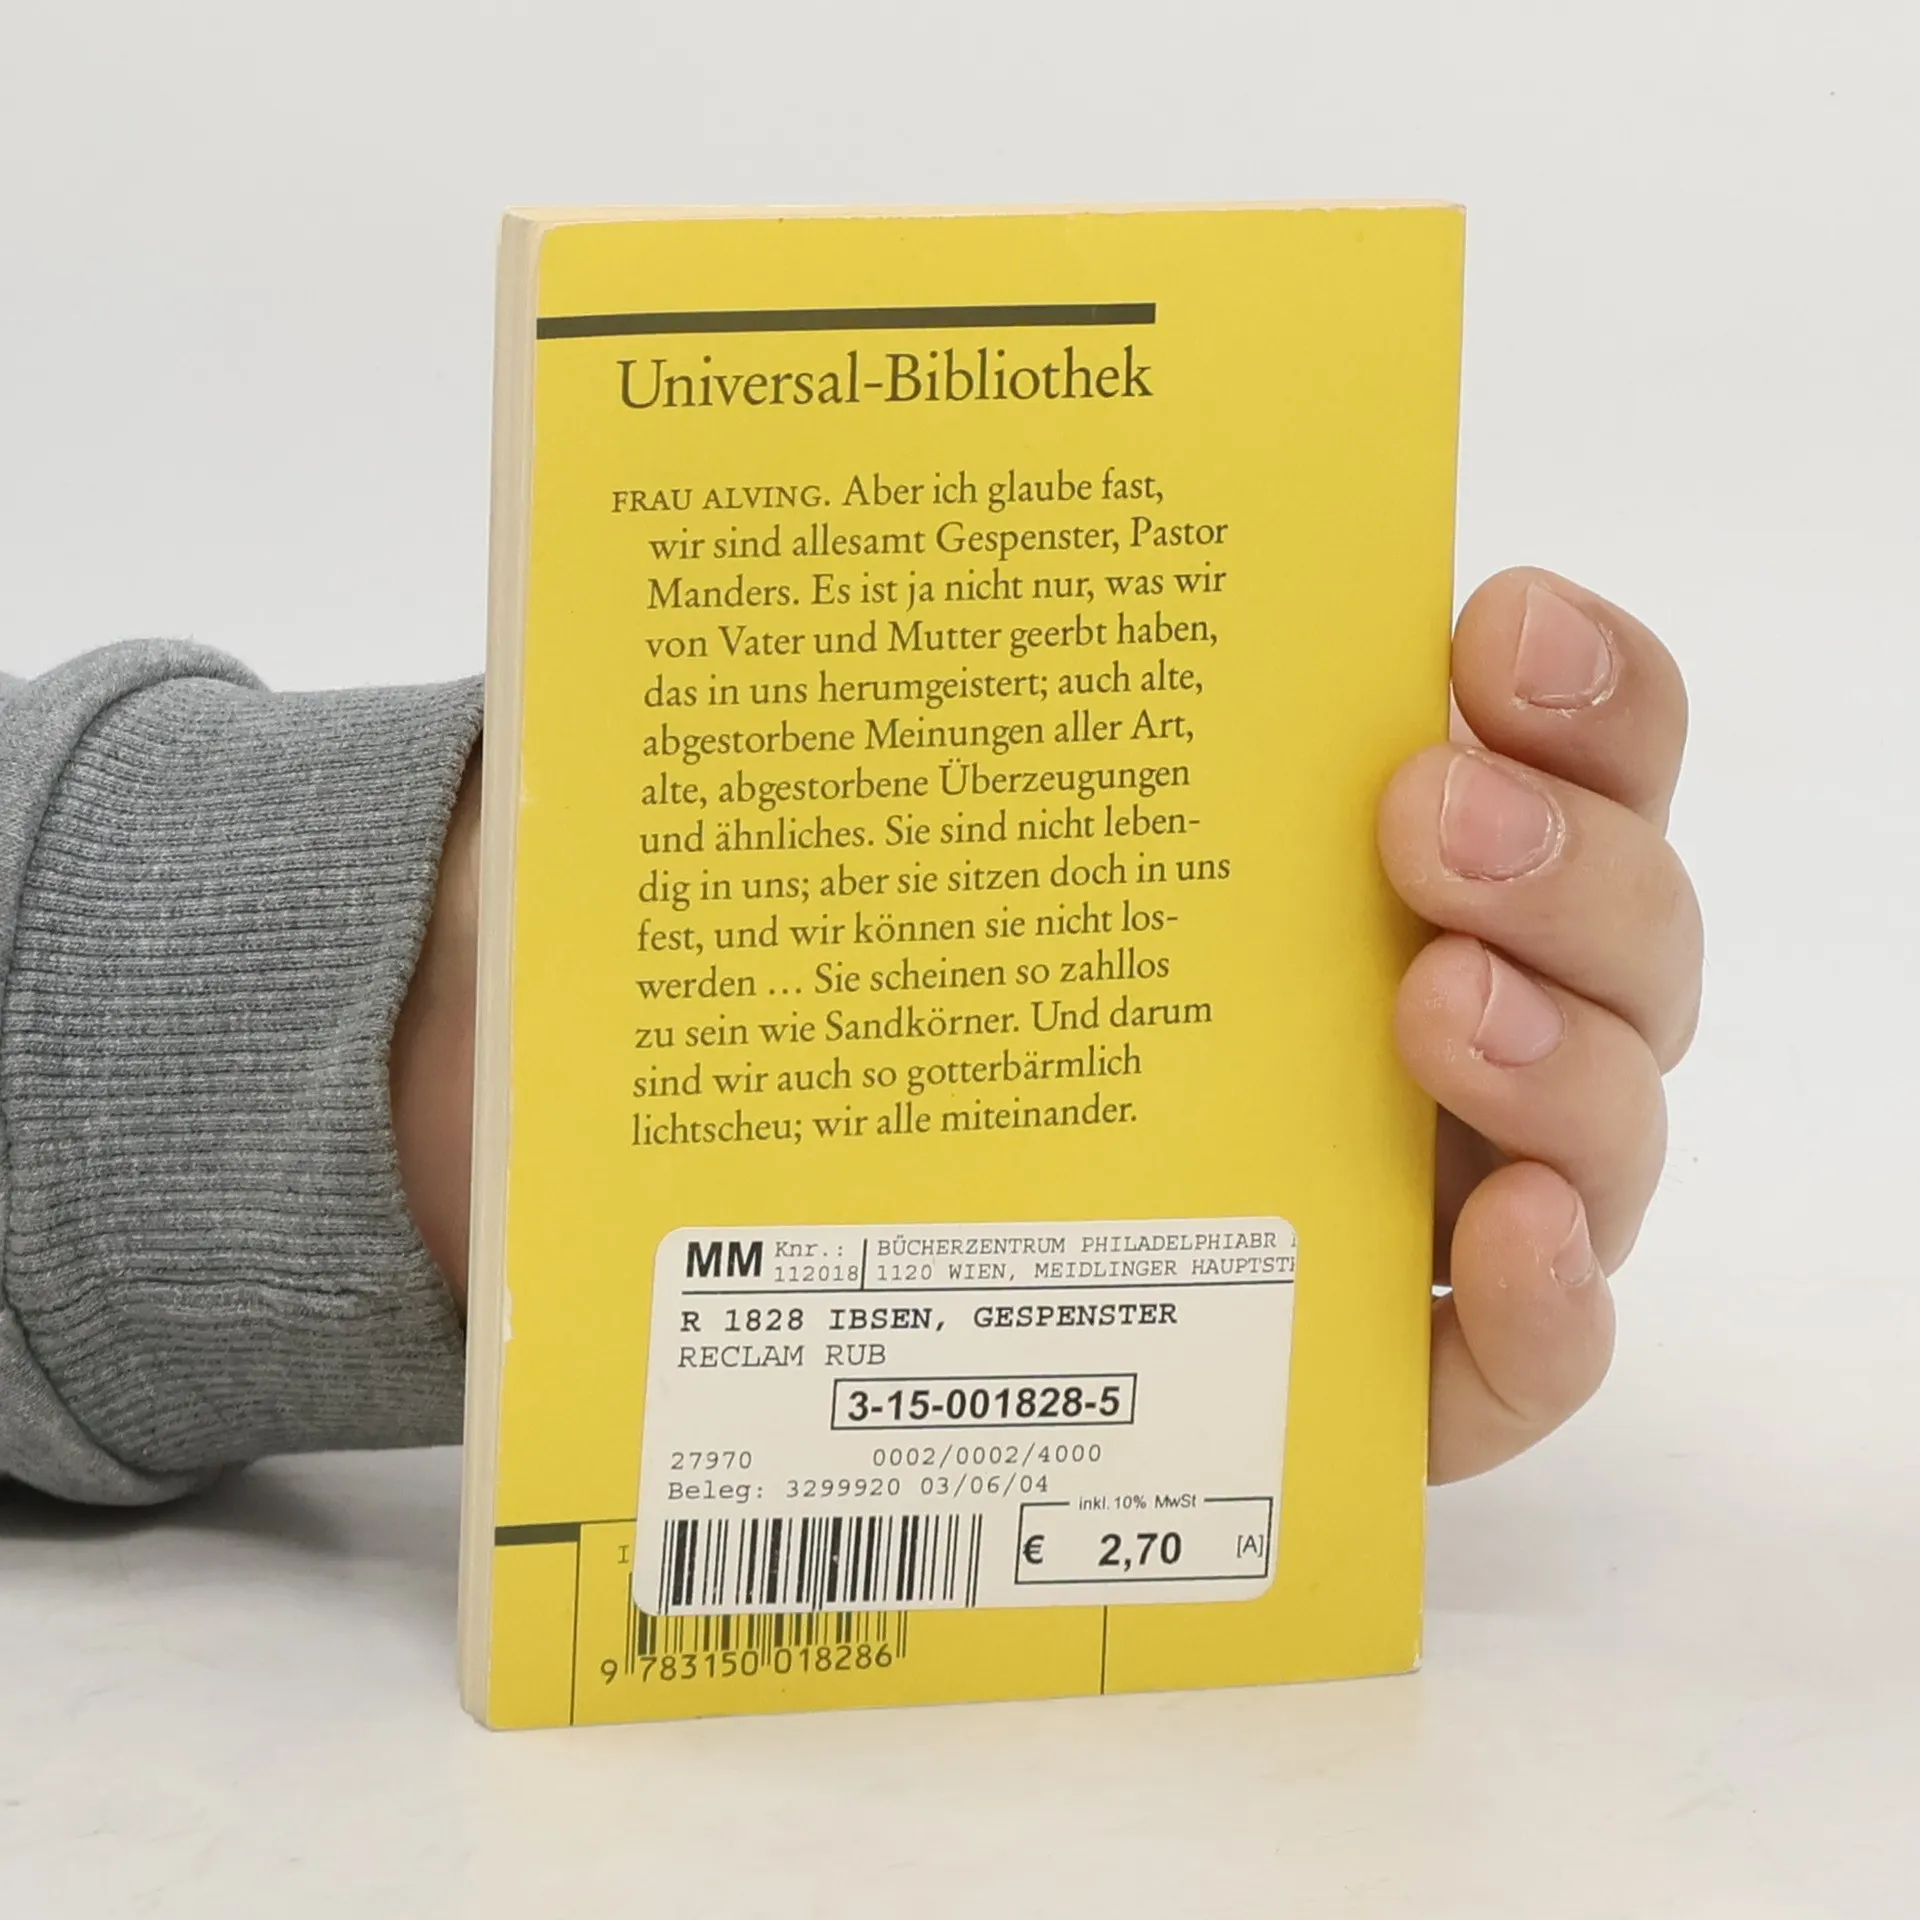 Universal-Bibliothek
FRAU ALVING. Aber ich glaube fast,
wir sind allesamt Gespenster, Pastor
Manders. Es ist ja nicht nur, was wir
von Vater und Mutter geerbt haben,
das in uns herumgeistert; auch alte,
abgestorbene Meinungen aller Art,
alte, abgestorbene Überzeugungen
und ähnliches. Sie sind nicht leben-
dig in uns; aber sie sitzen doch in uns
fest, und wir können sie nicht los-
werden ... Sie scheinen so zahllos
zu sein wie Sandkörner. Und darum
sind wir auch so gotterbärmlich
lichtscheu; wir alle miteinander.
MM Knr.: BÜCHERZENTRUM PHILADELPHIABR
112018 1120 WIEN, MEIDLINGER HAUPTST
R 1828 IBSEN, GESPENSTER
RECLAM RUB
3-15-001828-5
27970 0002/0002/4000
Beleg: 3299920 03/06/04
inkl. 10% MwSt
€ 2,70 [A]
I
9 783150 018286